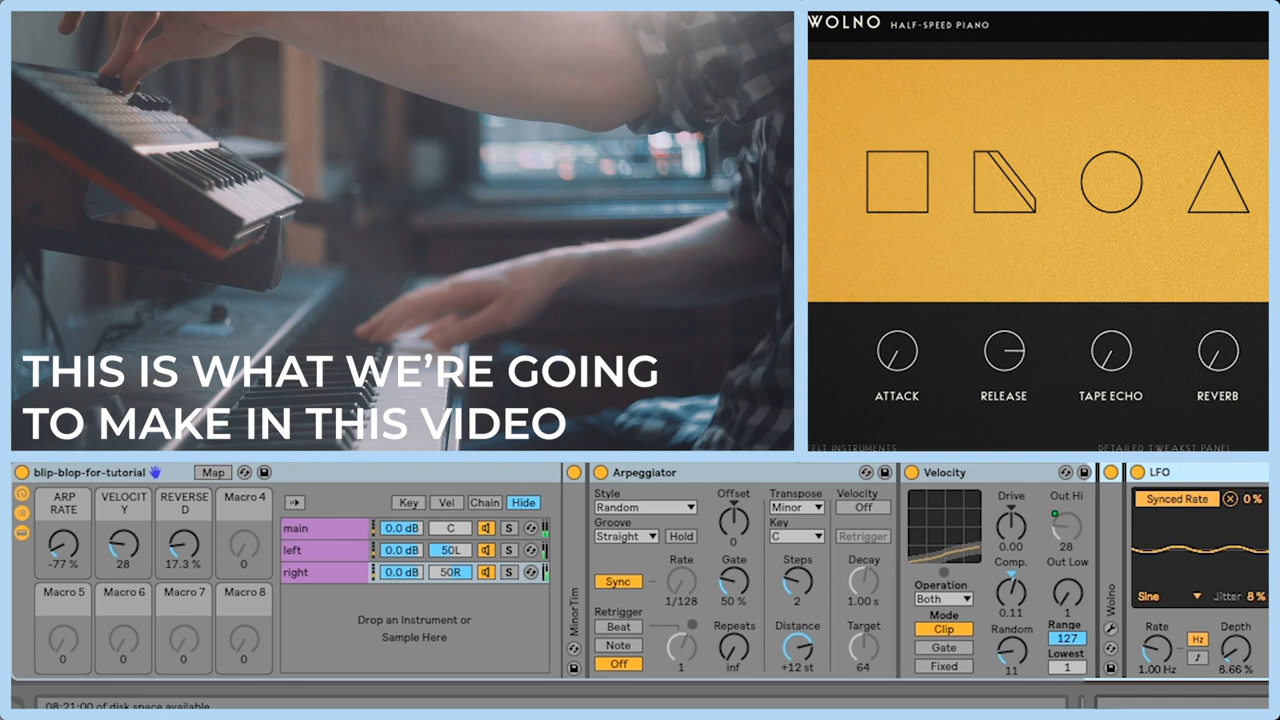 THIS IS WHAT WE'RE GOING
TO MAKE IN THIS VIDEO
WOLNO HALF-SPEED PIANO
ATTACK RELEASE TAPE ECHO REVERB
DETAILED TWEAKST PANEL
blip-blop-for-tutorial Map
ARP RATE VELOCIT Y REVERSE D Macro 4
-77 % 28 17.3 % 0
Macro 5 Macro 6 Macro 7 Macro 8
0 0 0 0
Key Vel Chain Hide
main 0.0 dB C S
left 0.0 dB 50L S
right 0.0 dB 50R S
Drop an Instrument or
Sample Here
MinorTim
Arpeggiator
Style
Random
Groove
Straight Hold
Sync
Rate
1/128
Retrigger
Beat
Note
Off
1
Offset
0
Gate
50 %
Repeats
inf
Transpose
Minor
Key
C
Steps
2
Distance
+12 st
Velocity
Off
Retrigger
Decay
1.00 s
Target
64
Velocity
Operation
Both
Mode
Clip
Gate
Fixed
Drive
0.00
Comp.
0.11
Random
11
Out Hi
28
Out Low
1
Range
127
Lowest
1
Wolno
LFO
Synced Rate 0 %
Sine Jitter 8 %
Rate
1.00 Hz
Hz
Depth
8.66 %
08:21:00 of disk space available